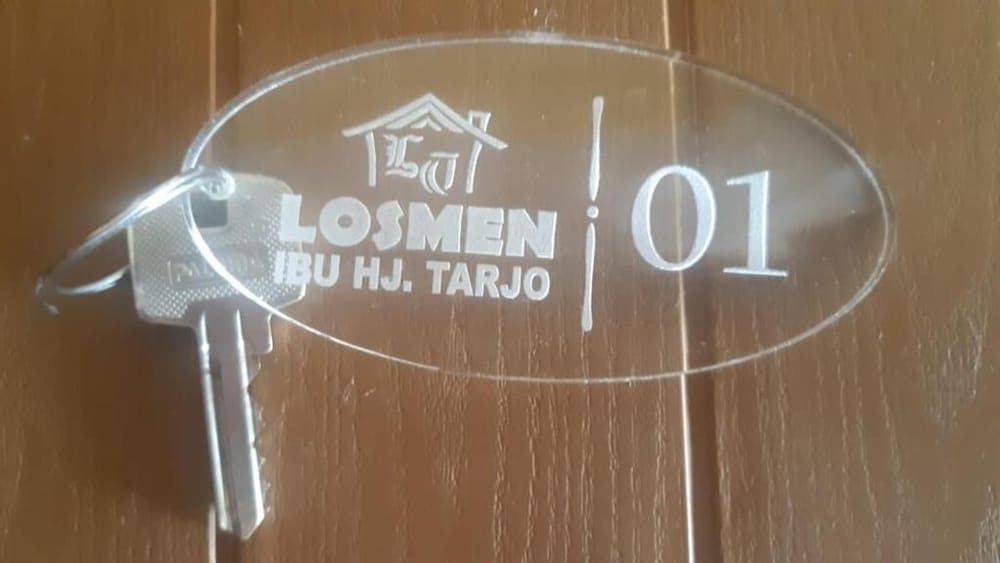 LT
LOSMEN
IBU HJ. TARJO
01